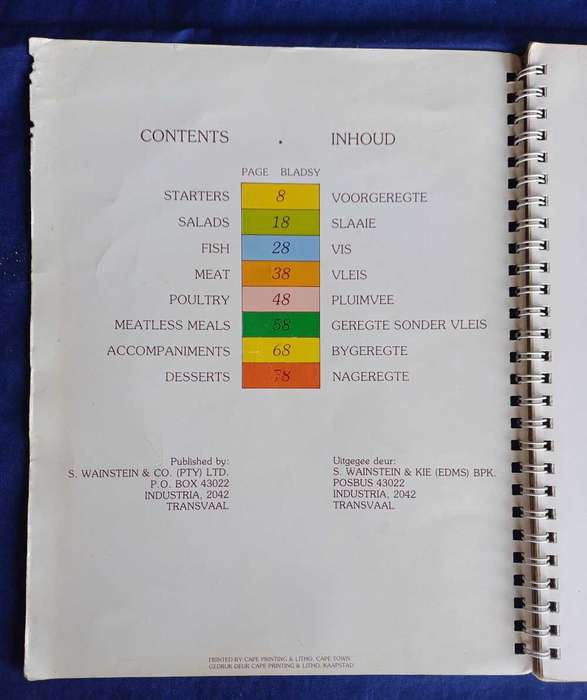 CONTENTS • INHOUD
PAGE BLADSY
STARTERS 8 VOORGEREGTE
SALADS 18 SLAAIE
FISH 28 VIS
MEAT 38 VLEIS
POULTRY 48 PLUIMVEE
MEATLESS MEALS 58 GEREGTE SONDER VLEIS
ACCOMPANIMENTS 68 BYGEREGTE
DESSERTS 78 NAGEREGTE
Published by:
S. WAINSTEIN & CO. (PTY) LTD.
P.O. BOX 43022
INDUSTRIA, 2042
TRANSVAAL
Uitgegee deur:
S. WAINSTEIN & KIE (EDMS) BPK.
POSBUS 43022
INDUSTRIA, 2042
TRANSVAAL
PRINTED BY CAPE PRINTING & LITHO, CAPE TOWN
GEDRUK DEUR CAPE PRINTING & LITHO, KAAPSTAD